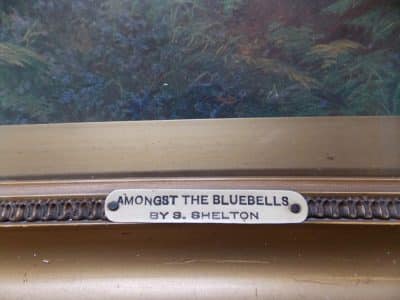 AMONGST THE BLUEBELLS
BY S. SHELTON